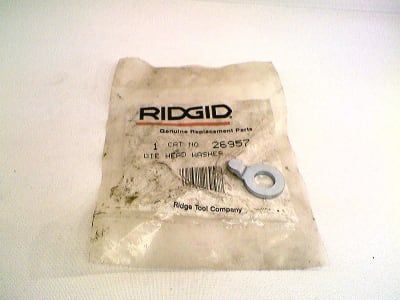 RIDGID
Genuine Replacement Parts
1 CAT NO 26957
DIE HEAD WASHER
Ridge Tool Company